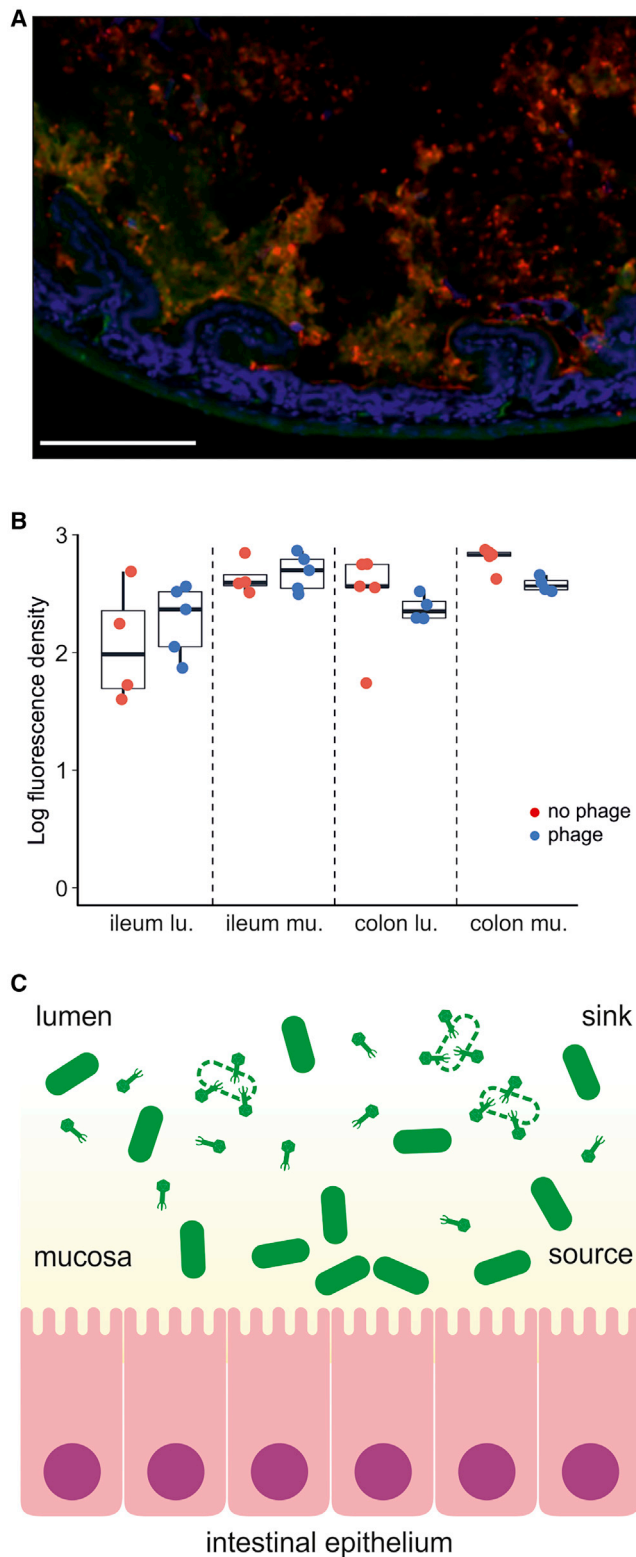 A
B
3
2
1
0
Log fluorescence density
no phage
phage
ileum lu.
ileum mu.
colon lu.
colon mu.
C
lumen
sink
mucosa
source
intestinal epithelium